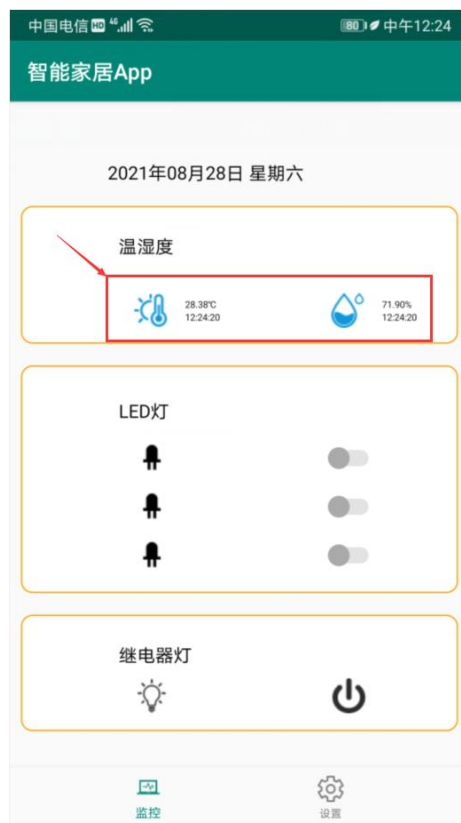 中国电信 HD 46 80 中午12:24
智能家居App
2021年08月28日 星期六
温湿度
28.38℃ 71.90%
12:24:20 12:24:20
LED灯
继电器灯
监控 设置